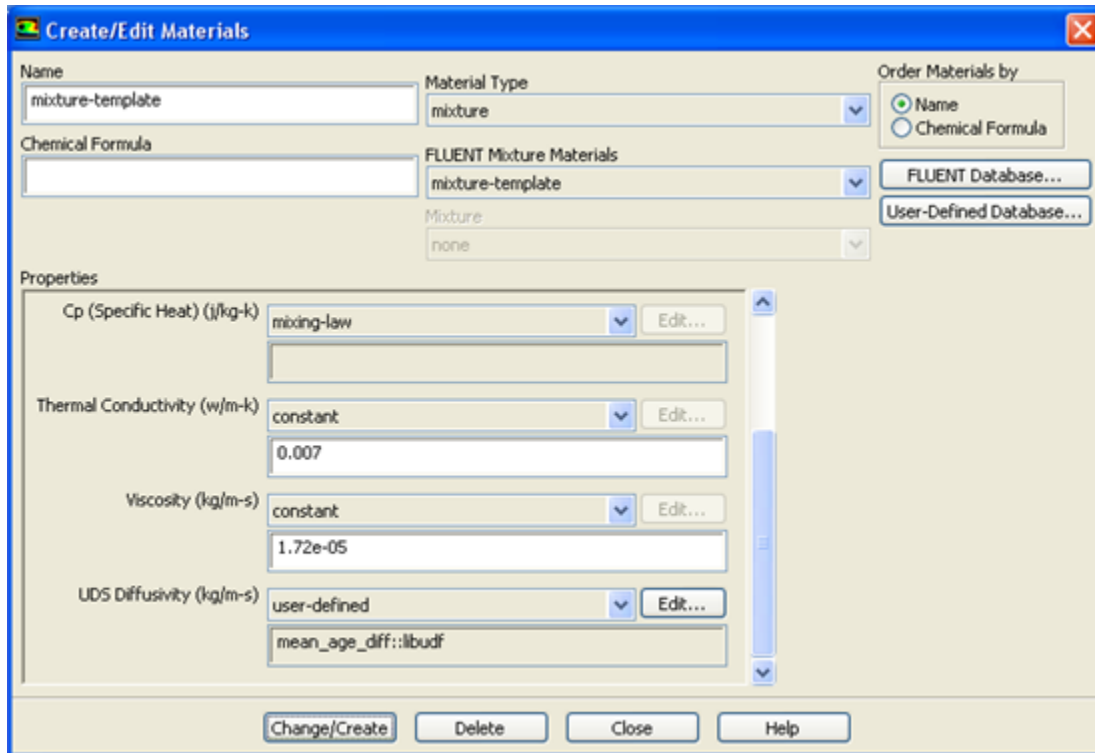 Create/Edit Materials
Name
mixture-template
Chemical Formula
Material Type
mixture
FLUENT Mixture Materials
mixture-template
Mixture
none
Order Materials by
Name
Chemical Formula
FLUENT Database...
User-Defined Database...
Properties
Cp (Specific Heat) (j/kg-k)
mixing-law
Edit...
Thermal Conductivity (w/m-k)
constant
Edit...
0.007
Viscosity (kg/m-s)
constant
Edit...
1.72e-05
UDS Diffusivity (kg/m-s)
user-defined
Edit...
mean_age_diff::libudf
Change/Create
Delete
Close
Help